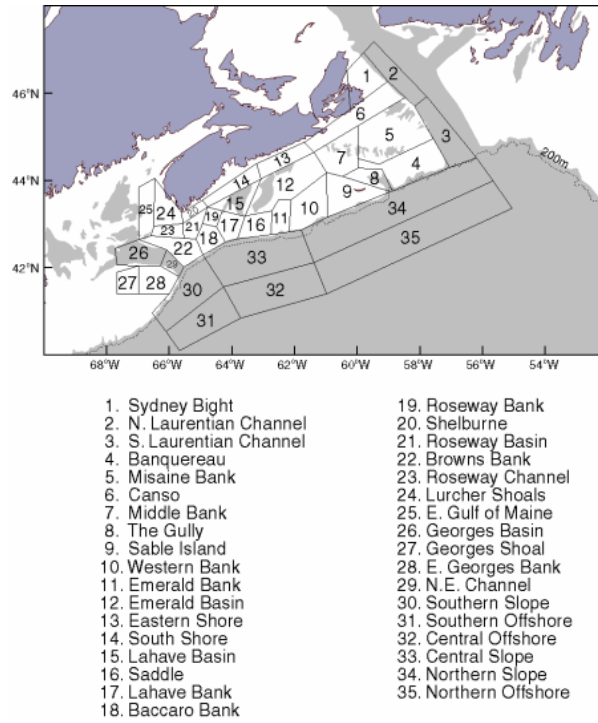 1
2
46°N
6
5
3
7
4
200m
13
14
8
44°N
12
15
9
34
25
24
20
19
10
35
23
21
17
16
11
18
22
33
26
42°N
29
27
28
30
32
31
68°W
66°W
64°W
62°W
60°W
58°W
56°W
54°W
1. Sydney Bight
2. N. Laurentian Channel
3. S. Laurentian Channel
4. Banquereau
5. Misaine Bank
6. Canso
7. Middle Bank
8. The Gully
9. Sable Island
10. Western Bank
11. Emerald Bank
12. Emerald Basin
13. Eastern Shore
14. South Shore
15. Lahave Basin
16. Saddle
17. Lahave Bank
18. Baccaro Bank
19. Roseway Bank
20. Shelburne
21. Roseway Basin
22. Browns Bank
23. Roseway Channel
24. Lurcher Shoals
25. E. Gulf of Maine
26. Georges Basin
27. Georges Shoal
28. E. Georges Bank
29. N.E. Channel
30. Southern Slope
31. Southern Offshore
32. Central Offshore
33. Central Slope
34. Northern Slope
35. Northern Offshore